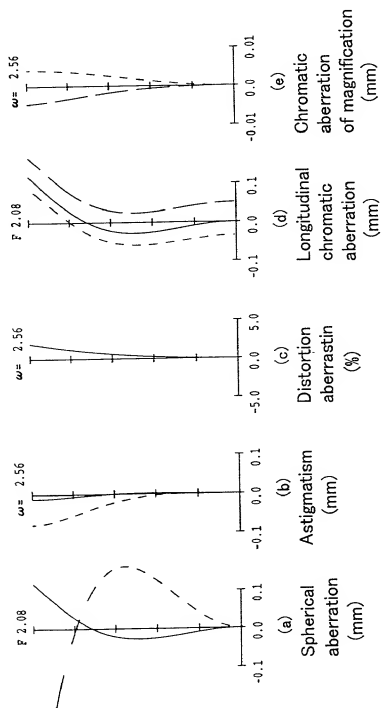 F 2.08
-0.1 0.0 0.1
(a)
Spherical
aberration
(mm)
ω= 2.56
-0.1 0.0 0.1
(b)
Astigmatism
(mm)
ω= 2.56
-5.0 0.0 5.0
(c)
Distortion
aberrastin
(%)
F 2.08
-0.1 0.0 0.1
(d)
Longitudinal
chromatic
aberration
(mm)
ω= 2.56
-0.01 0.0 0.01
(e)
Chromatic
aberration
of magnification
(mm)